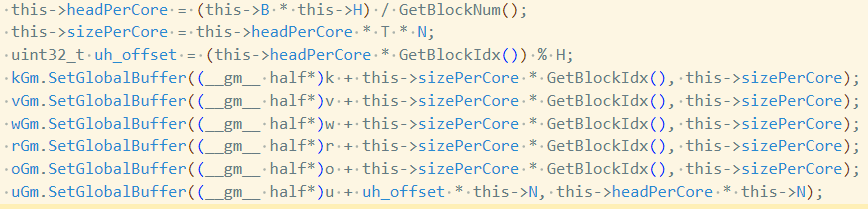 this->headPerCore = (this->B * this->H) / GetBlockNum();
this->sizePerCore = this->headPerCore * T * N;
uint32_t uh_offset = (this->headPerCore * GetBlockIdx()) % H;
kGm.SetGlobalBuffer((__gm__ half*)k + this->sizePerCore * GetBlockIdx(), this->sizePerCore);
vGm.SetGlobalBuffer((__gm__ half*)v + this->sizePerCore * GetBlockIdx(), this->sizePerCore);
wGm.SetGlobalBuffer((__gm__ half*)w + this->sizePerCore * GetBlockIdx(), this->sizePerCore);
rGm.SetGlobalBuffer((__gm__ half*)r + this->sizePerCore * GetBlockIdx(), this->sizePerCore);
oGm.SetGlobalBuffer((__gm__ half*)o + this->sizePerCore * GetBlockIdx(), this->sizePerCore);
uGm.SetGlobalBuffer((__gm__ half*)u + uh_offset * this->N, this->headPerCore * this->N);